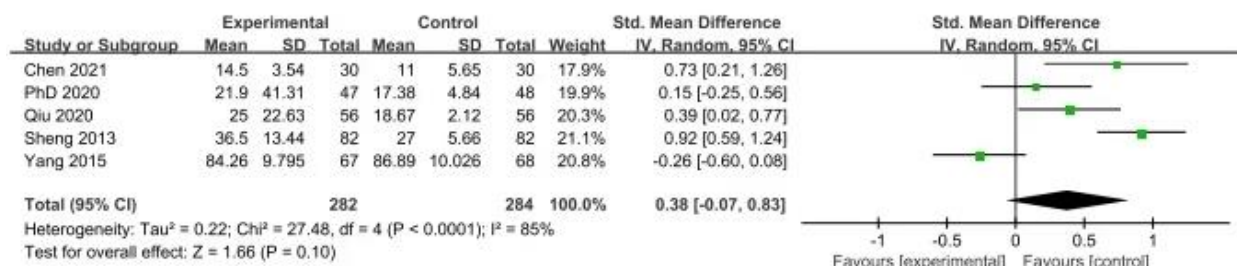 Experimental Control Std. Mean Difference Std. Mean Difference
Study or Subgroup Mean SD Total Mean SD Total Weight IV, Random, 95% CI IV, Random, 95% CI
Chen 2021 14.5 3.54 30 11 5.65 30 17.9% 0.73 [0.21, 1.26]
PhD 2020 21.9 41.31 47 17.38 4.84 48 19.9% 0.15 [-0.25, 0.56]
Qiu 2020 25 22.63 56 18.67 2.12 56 20.3% 0.39 [0.02, 0.77]
Sheng 2013 36.5 13.44 82 27 5.66 82 21.1% 0.92 [0.59, 1.24]
Yang 2015 84.26 9.795 67 86.89 10.026 68 20.8% -0.26 [-0.60, 0.08]
Total (95% CI) 282 284 100.0% 0.38 [-0.07, 0.83]
Heterogeneity: Tau² = 0.22; Chi² = 27.48, df = 4 (P < 0.0001); I² = 85%
Test for overall effect: Z = 1.66 (P = 0.10)
-1 -0.5 0 0.5 1
Favours [experimental] Favours [control]